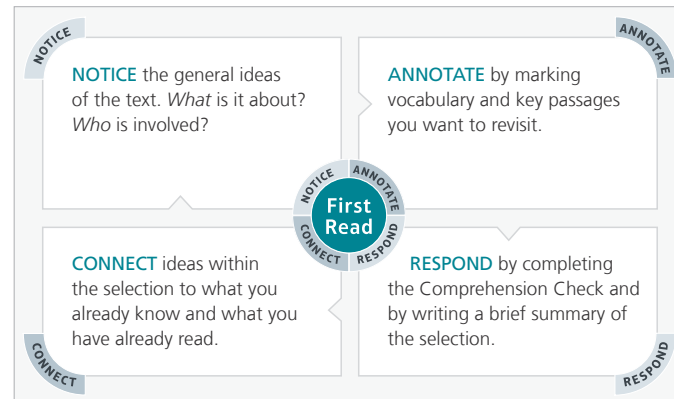 NOTICE
NOTICE the general ideas
of the text. What is it about?
Who is involved?
ANNOTATE
ANNOTATE by marking
vocabulary and key passages
you want to revisit.
NOTICE
ANNOTATE
First
Read
CONNECT
RESPOND
CONNECT ideas within
the selection to what you
already know and what you
have already read.
CONNECT
RESPOND by completing
the Comprehension Check and
by writing a brief summary of
the selection.
RESPOND